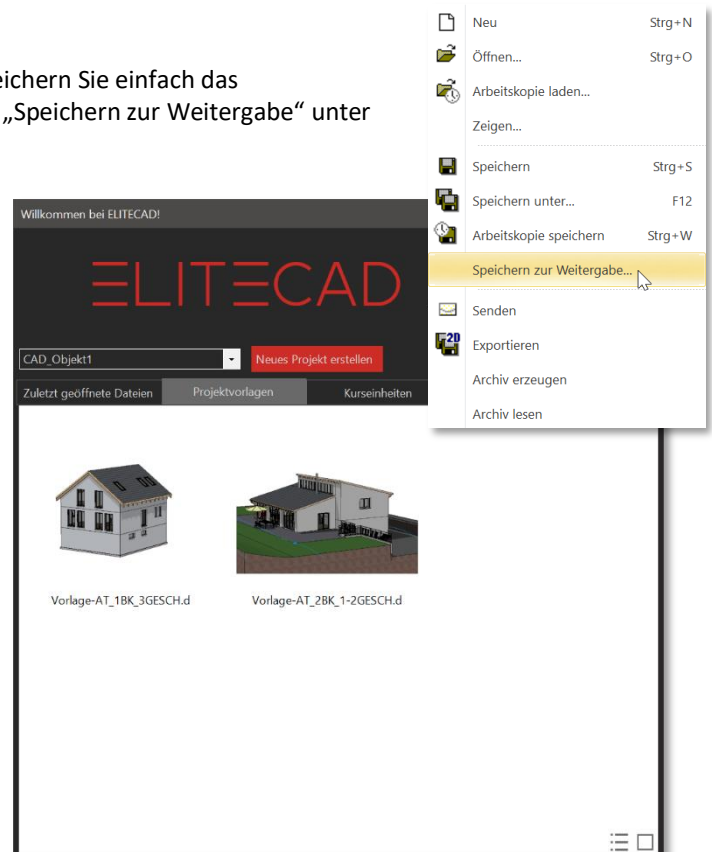 eichern Sie einfach das
„Speichern zur Weitergabe“ unter
Neu Strg+N
Öffnen... Strg+O
Arbeitskopie laden...
Zeigen...
Speichern Strg+S
Speichern unter... F12
Arbeitskopie speichern Strg+W
Speichern zur Weitergabe...
Senden
2D Exportieren
Archiv erzeugen
Archiv lesen
Willkommen bei ELITECAD!
ELITECAD
CAD_Objekt1 Neues Projekt erstellen
Zuletzt geöffnete Dateien Projektvorlagen Kurseinheiten
Vorlage-AT_1BK_3GESCH.d Vorlage-AT_2BK_1-2GESCH.d